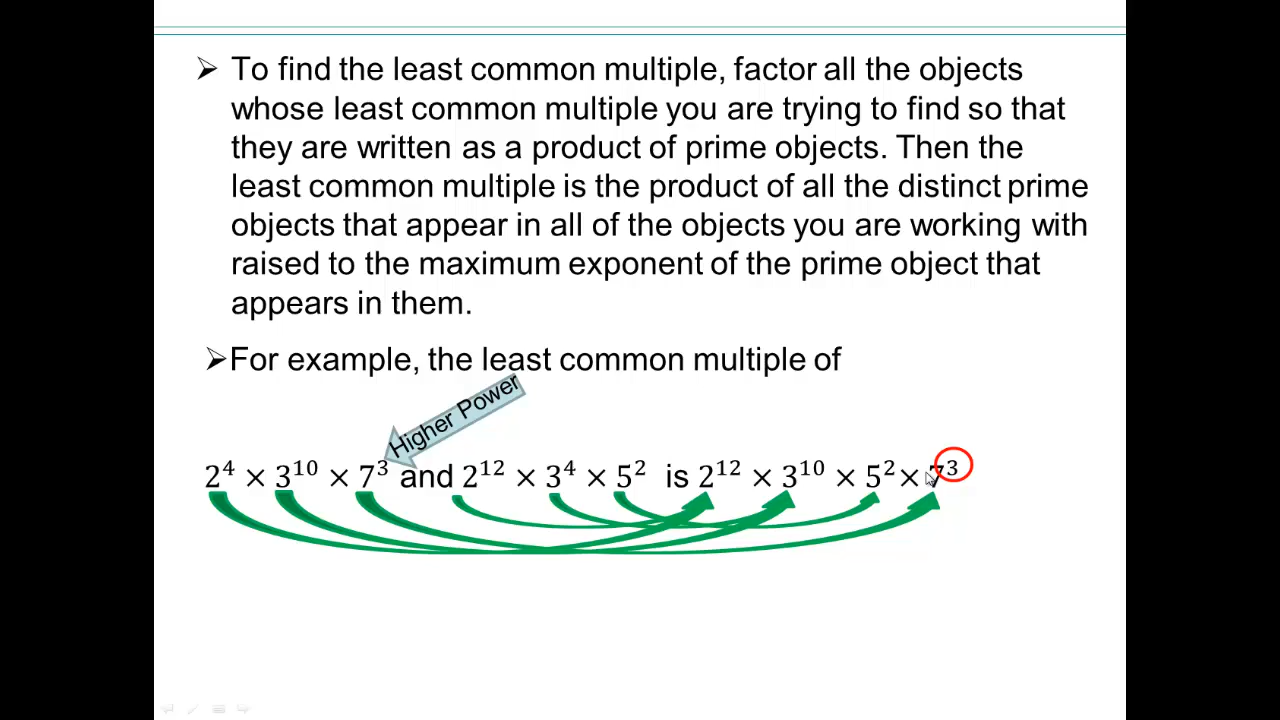 ➢ To find the least common multiple, factor all the objects
whose least common multiple you are trying to find so that
they are written as a product of prime objects. Then the
least common multiple is the product of all the distinct prime
objects that appear in all of the objects you are working with
raised to the maximum exponent of the prime object that
appears in them.
➢For example, the least common multiple of
Higher Power
2⁴ × 3¹⁰ × 7³ and 2¹² × 3⁴ × 5² is 2¹² × 3¹⁰ × 5² × 7³